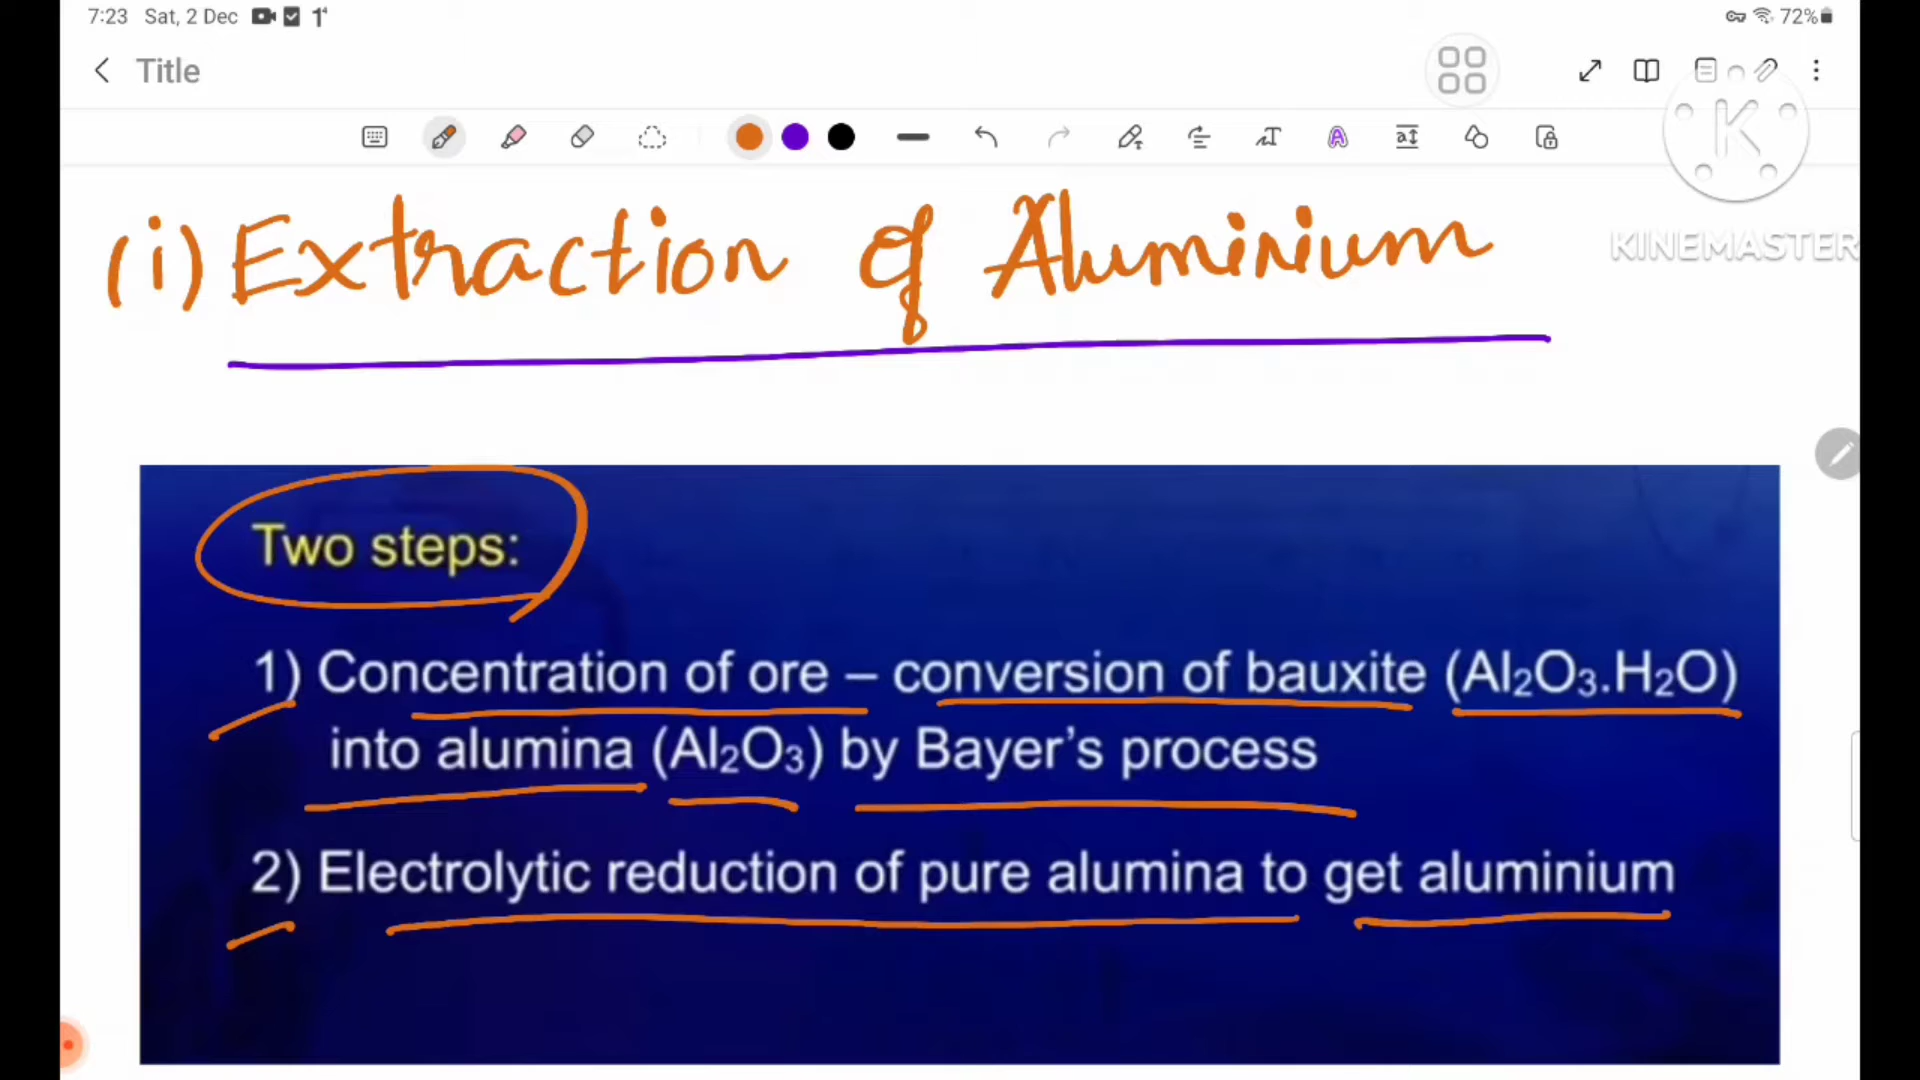 7:23 Sat, 2 Dec 72%
Title
K
KINEMASTER
(i) Extraction of Aluminium
Two steps:
1) Concentration of ore – conversion of bauxite (Al₂O₃.H₂O)
into alumina (Al₂O₃) by Bayer’s process
2) Electrolytic reduction of pure alumina to get aluminium